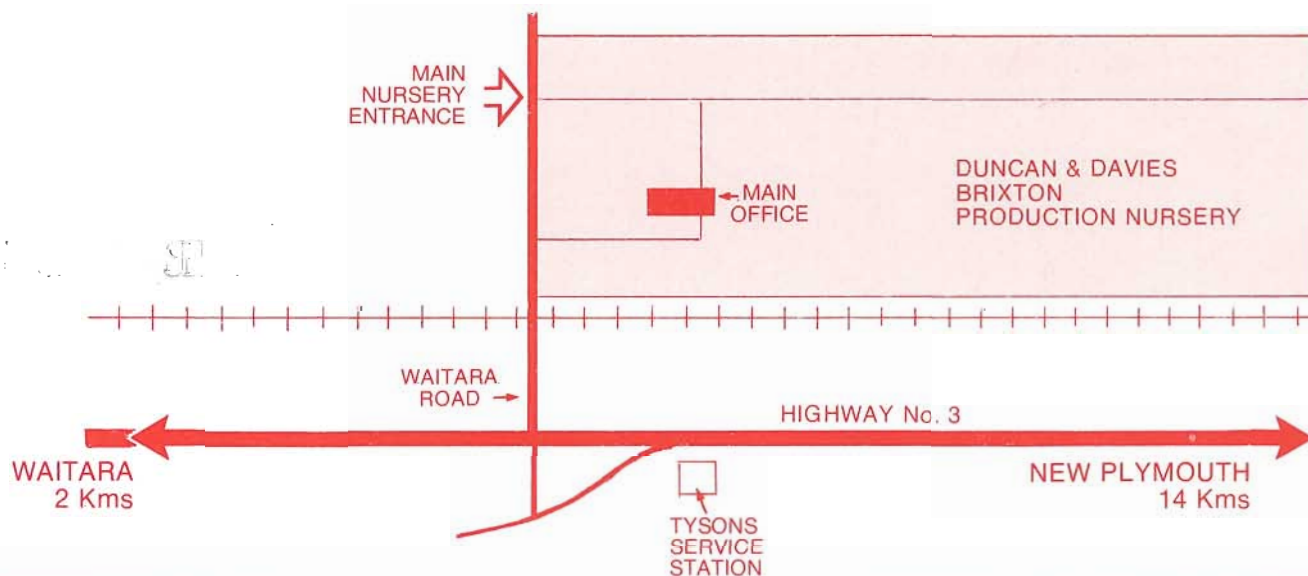 MAIN
NURSERY
ENTRANCE
MAIN
OFFICE
DUNCAN & DAVIES
BRIXTON
PRODUCTION NURSERY
WAITARA
ROAD
HIGHWAY No. 3
WAITARA
2 Kms
NEW PLYMOUTH
14 Kms
TYSONS
SERVICE
STATION